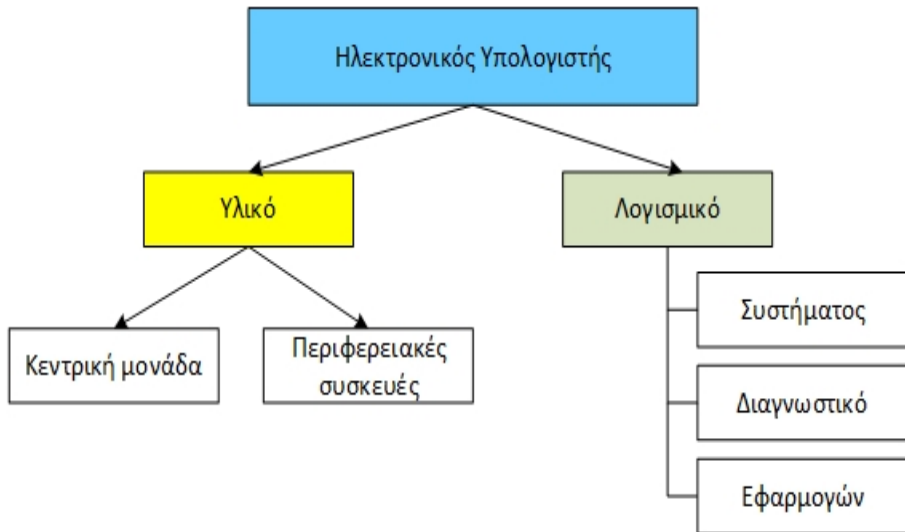 Ηλεκτρονικός Υπολογιστής
Υλικό
Λογισμικό
Κεντρική μονάδα
Περιφερειακές
συσκευές
Συστήματος
Διαγνωστικό
Εφαρμογών